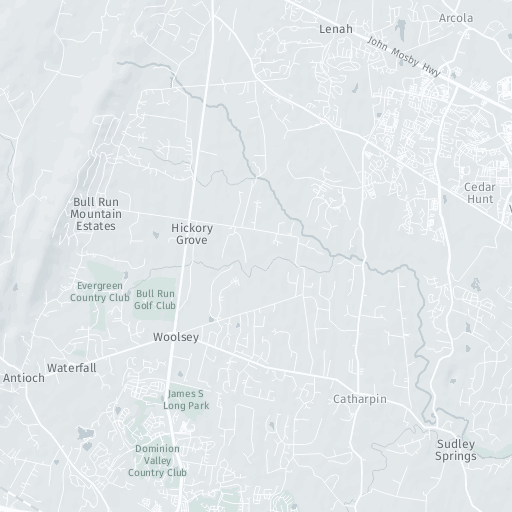 Arcola
Lenah
John Mosby Hwy
Cedar
Hunt
Bull Run
Mountain
Estates
Hickory
Grove
Evergreen
Country Club
Bull Run
Golf Club
Woolsey
Waterfall
Antioch
James S
Long Park
Catharpin
Sudley
Springs
Dominion
Valley
Country Club